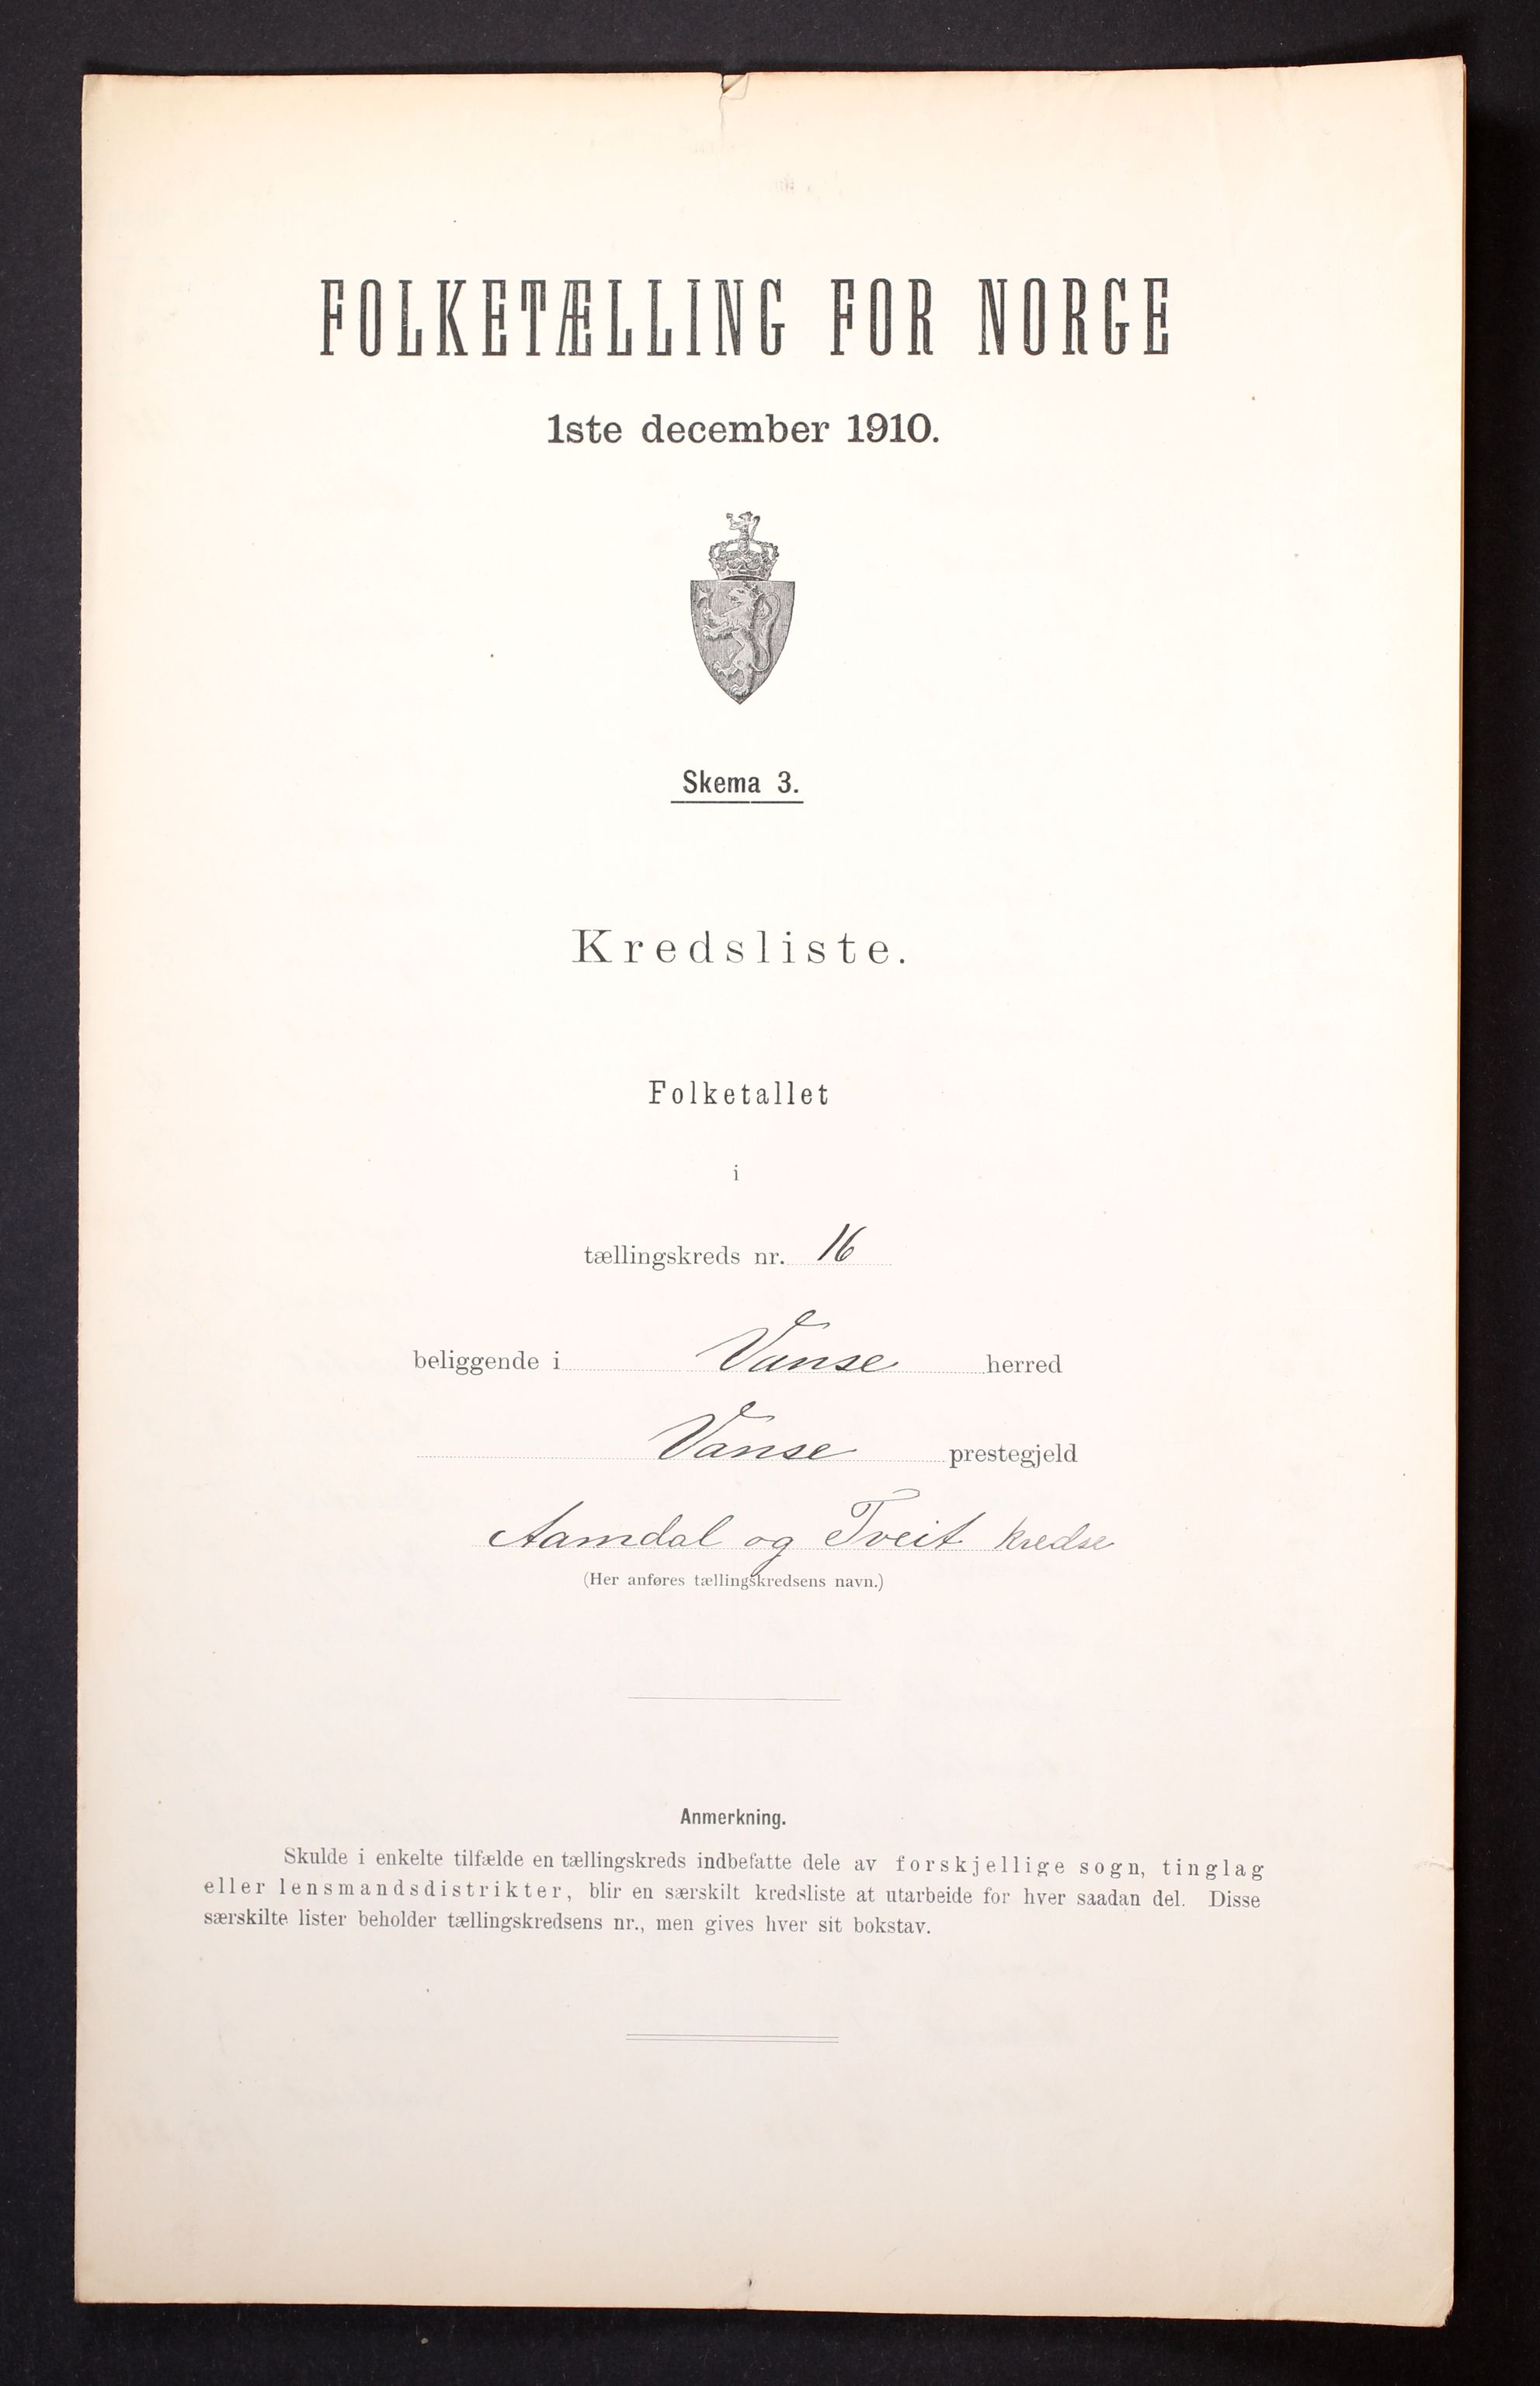 FOLKETÆLLING FOR NORGE
1ste december 1910.
Skema 3.
Kredsliste.
Folketallet
i
tællingskreds nr. 16
beliggende i Vanse herred
Vanse prestegjeld
Aamdal og Tveit kredse
(Her anføres tællingskredsens navn.)
Anmerkning.
Skulde i enkelte tilfælde en tællingskreds indbefatte dele av forskjellige sogn, tinglag
eller lensmandsdistrikter, blir en særskilt kredsliste at utarbeide for hver saadan del. Disse
særskilte lister beholder tællingskredsens nr., men gives hver sit bokstav.